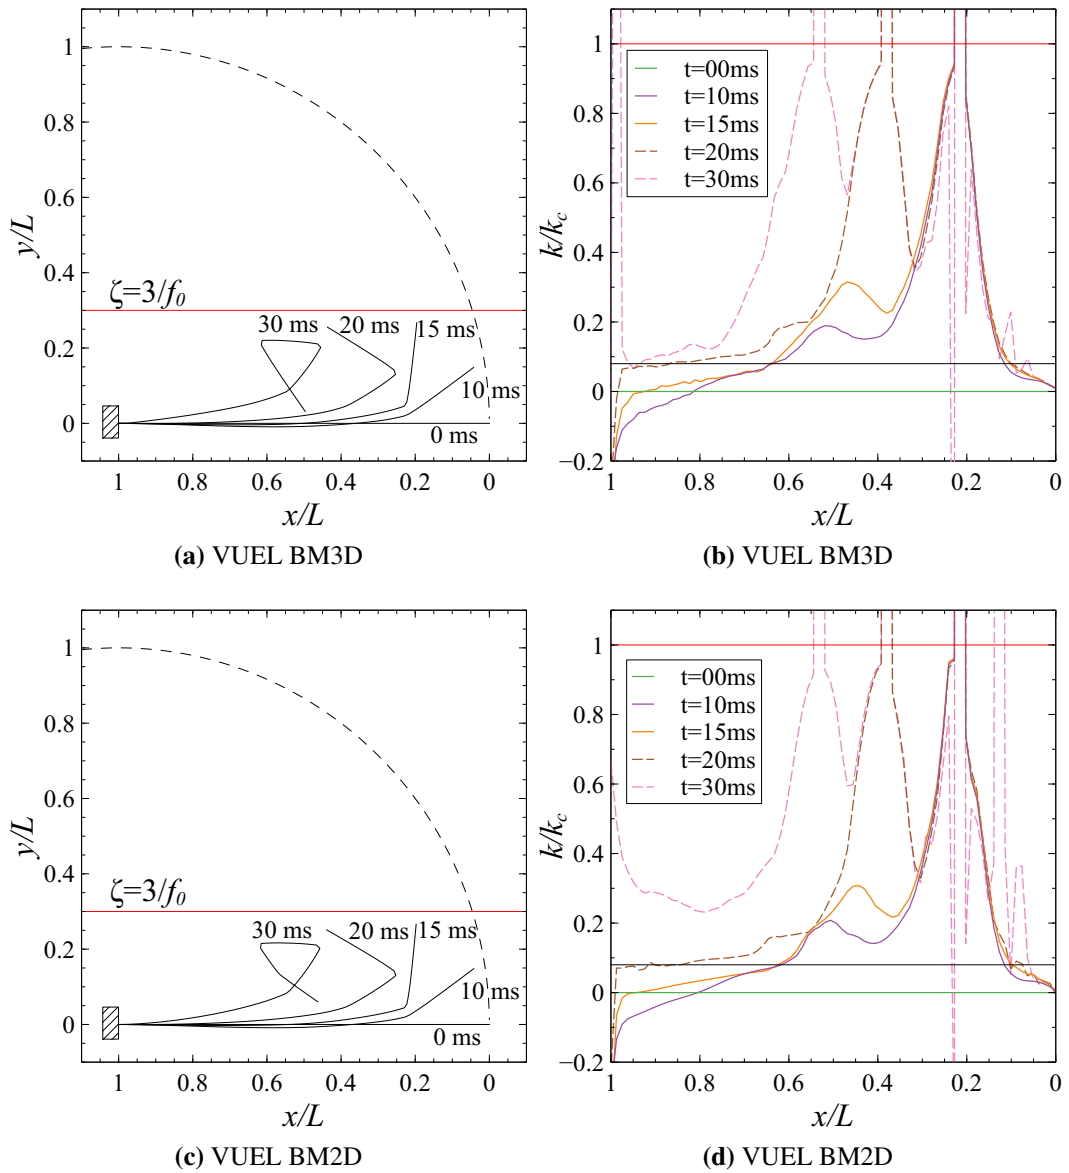 1
0.8
0.6
0.4
0.2
0
y/L
ζ=3/f0
30 ms
20 ms
15 ms
10 ms
0 ms
1 0.8 0.6 0.4 0.2 0
x/L
(a) VUEL BM3D
1
0.8
0.6
0.4
0.2
0
−0.2
k/kc
t=00ms
t=10ms
t=15ms
t=20ms
t=30ms
1 0.8 0.6 0.4 0.2 0
x/L
(b) VUEL BM3D
1
0.8
0.6
0.4
0.2
0
y/L
ζ=3/f0
30 ms
20 ms
15 ms
10 ms
0 ms
1 0.8 0.6 0.4 0.2 0
x/L
(c) VUEL BM2D
1
0.8
0.6
0.4
0.2
0
−0.2
k/kc
t=00ms
t=10ms
t=15ms
t=20ms
t=30ms
1 0.8 0.6 0.4 0.2 0
x/L
(d) VUEL BM2D